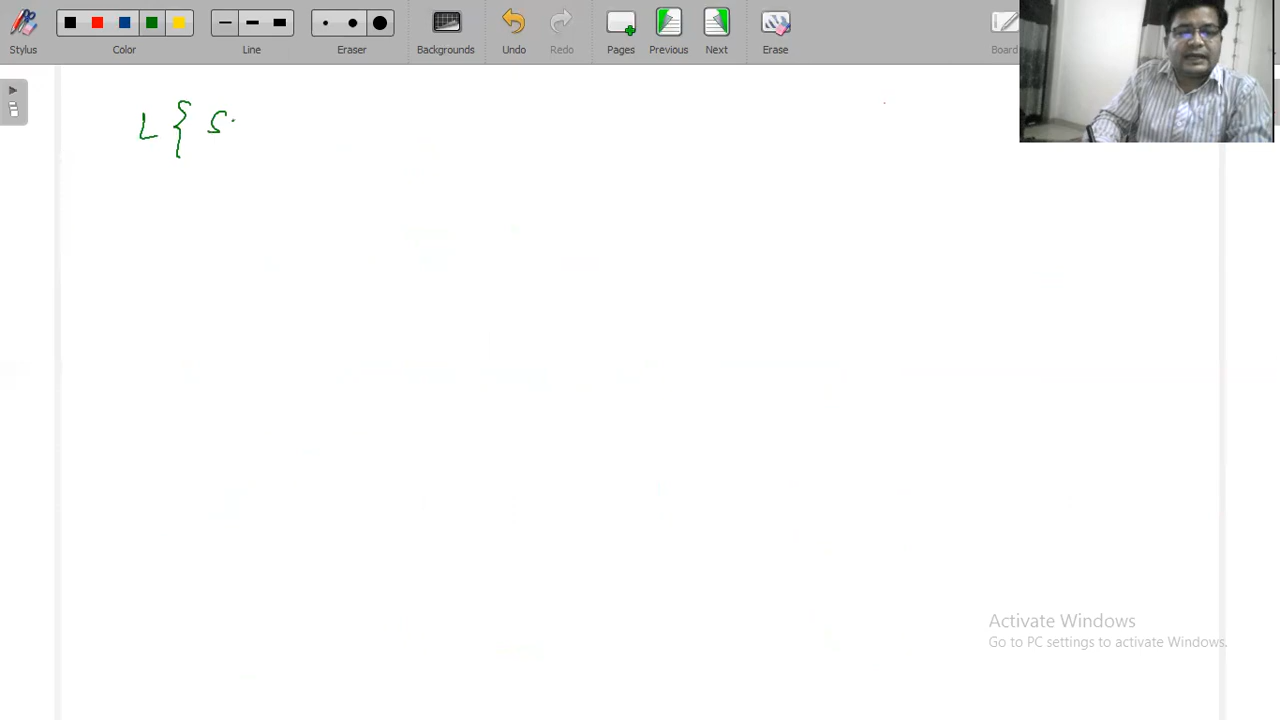 Stylus
Color
Line
Eraser
Backgrounds
Undo
Redo
Pages
Previous
Next
Erase
Board
L { S
Activate Windows
Go to PC settings to activate Windows.